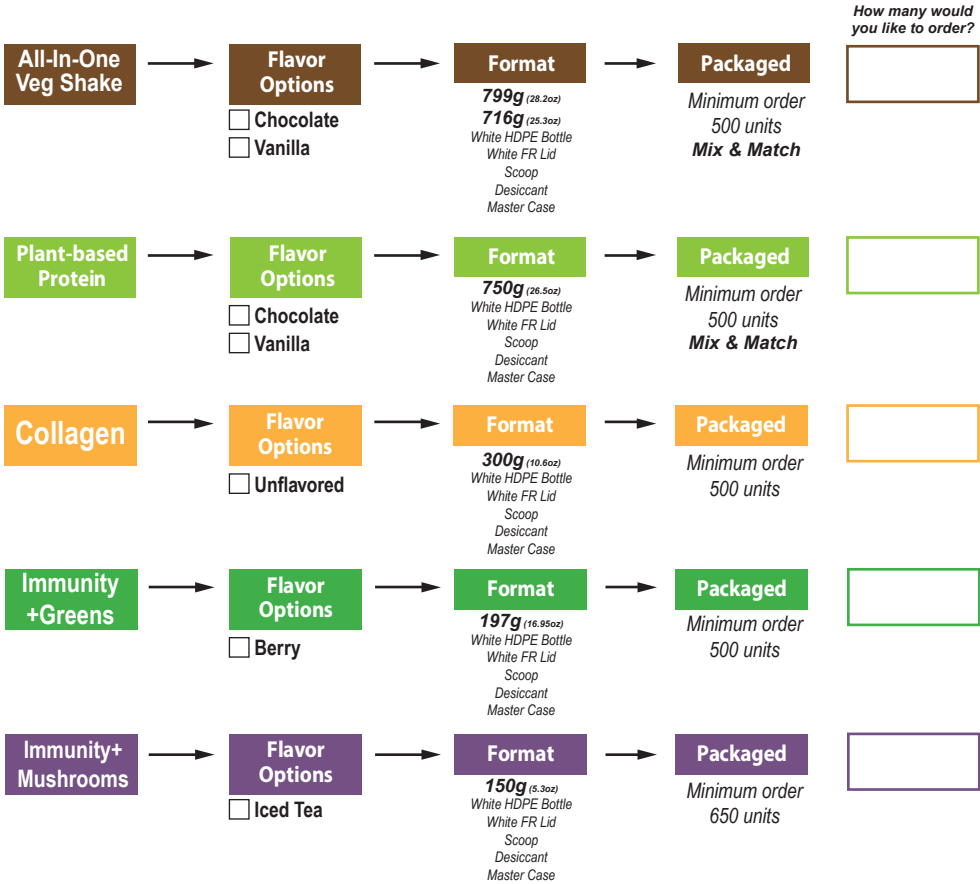 How many would
you like to order?
All-In-One
Veg Shake
Flavor
Options
Chocolate
Vanilla
Format
799g (28.2oz)
716g (25.3oz)
White HDPE Bottle
White FR Lid
Scoop
Desiccant
Master Case
Packaged
Minimum order
500 units
Mix & Match
Plant-based
Protein
Flavor
Options
Chocolate
Vanilla
Format
750g (26.5oz)
White HDPE Bottle
White FR Lid
Scoop
Desiccant
Master Case
Packaged
Minimum order
500 units
Mix & Match
Collagen
Flavor
Options
Unflavored
Format
300g (10.6oz)
White HDPE Bottle
White FR Lid
Scoop
Desiccant
Master Case
Packaged
Minimum order
500 units
Immunity
+Greens
Flavor
Options
Berry
Format
197g (16.95oz)
White HDPE Bottle
White FR Lid
Scoop
Desiccant
Master Case
Packaged
Minimum order
500 units
Immunity+
Mushrooms
Flavor
Options
Iced Tea
Format
150g (5.3oz)
White HDPE Bottle
White FR Lid
Scoop
Desiccant
Master Case
Packaged
Minimum order
650 units